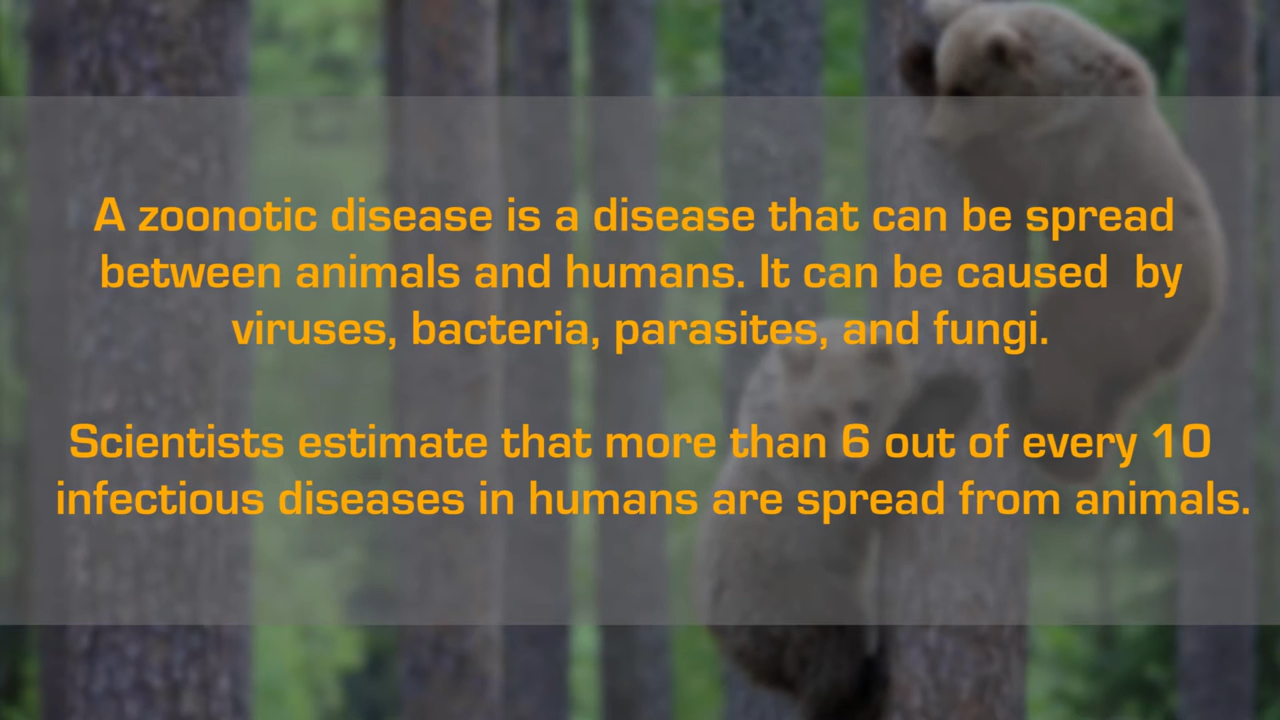 A zoonotic disease is a disease that can be spread
between animals and humans. It can be caused  by
viruses, bacteria, parasites, and fungi.
Scientists estimate that more than 6 out of every 10
infectious diseases in humans are spread from animals.